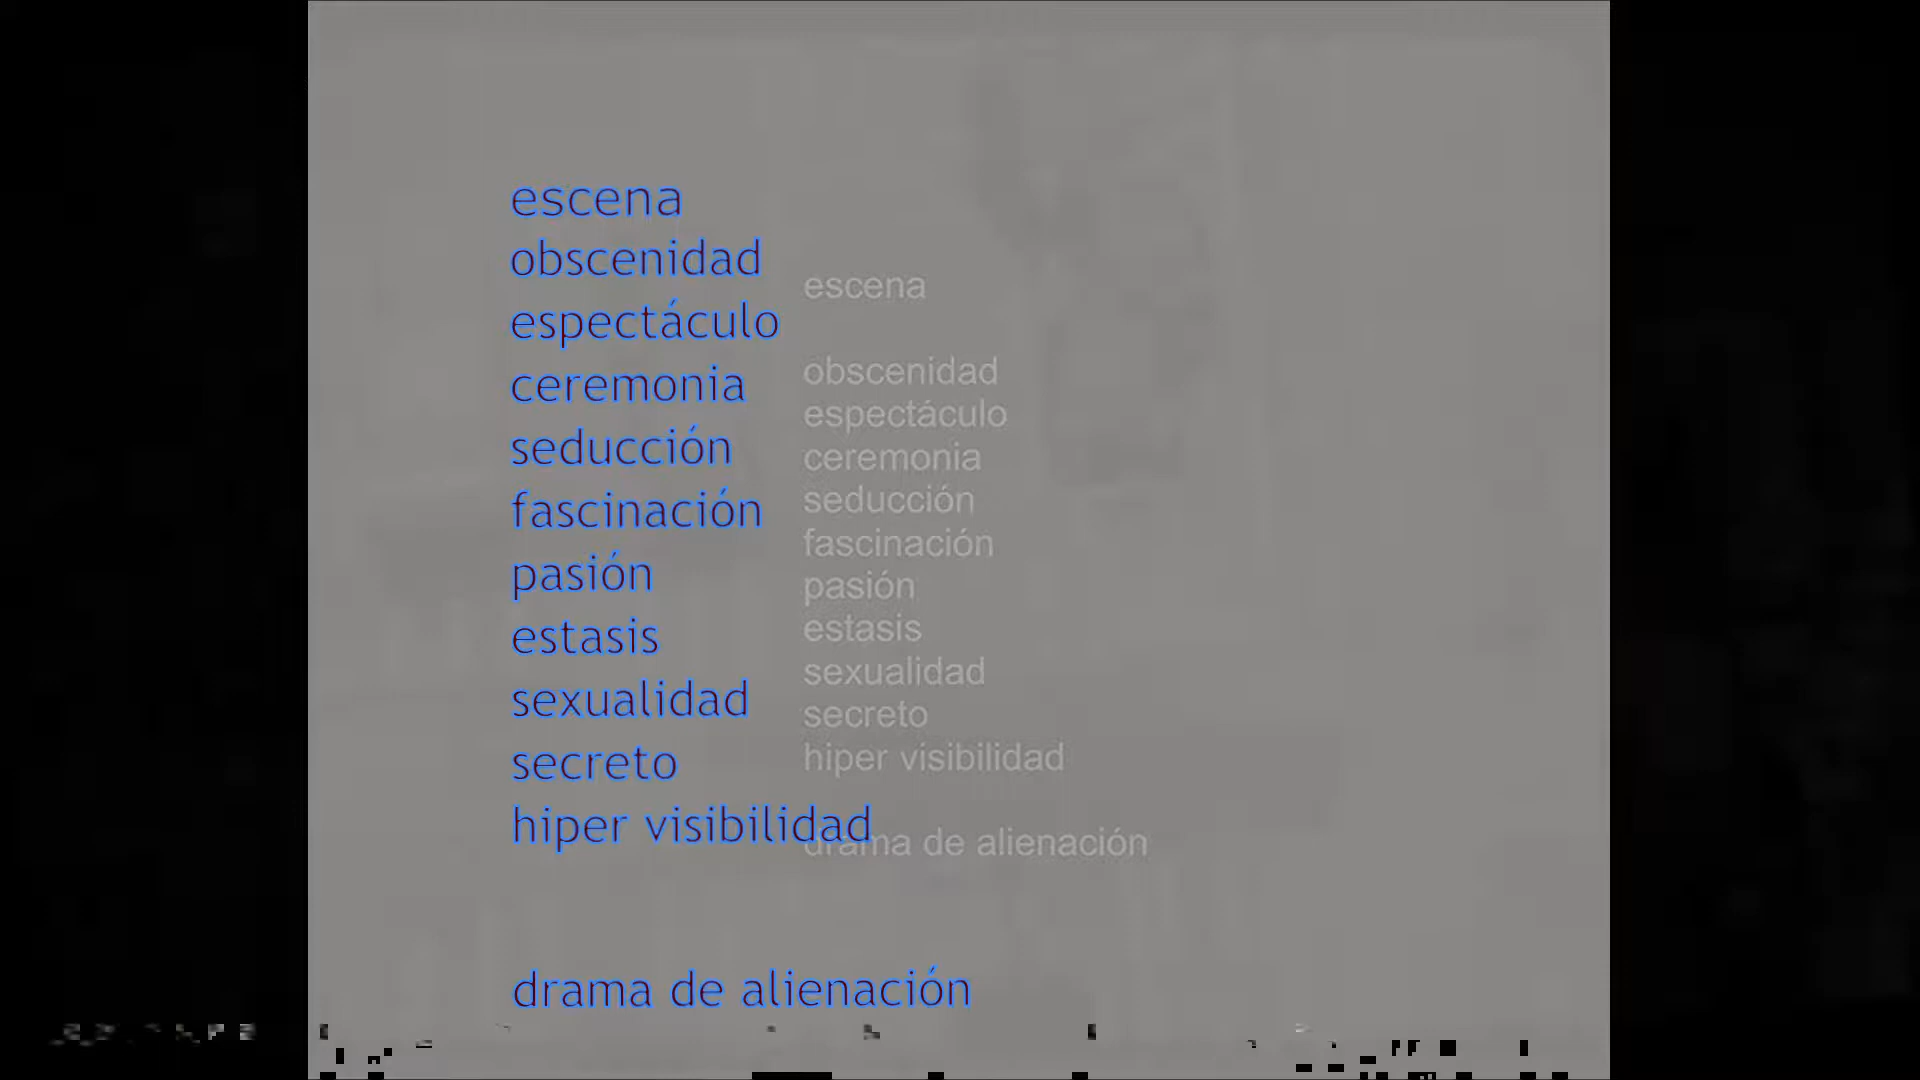 escena
obscenidad
espectáculo
ceremonia
seducción
fascinación
pasión
estasis
sexualidad
secreto
hiper visibilidad
drama de alienación
escena
obscenidad
espectáculo
ceremonia
seducción
fascinación
pasión
estasis
sexualidad
secreto
hiper visibilidad
drama de alienación